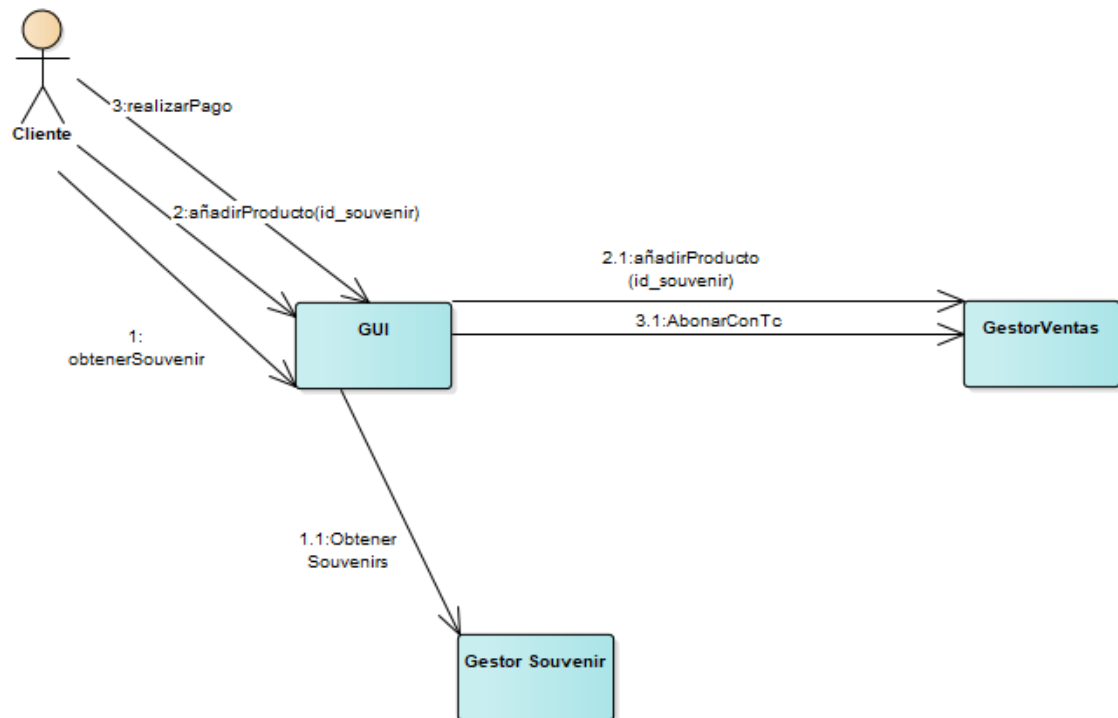 3:realizarPago
Cliente
2:añadirProducto(id_souvenir)
2.1:añadirProducto
(id_souvenir)
GUI
3.1:AbonarConTc
GestorVentas
1:
obtenerSouvenir
1.1:Obtener
Souvenirs
Gestor Souvenir